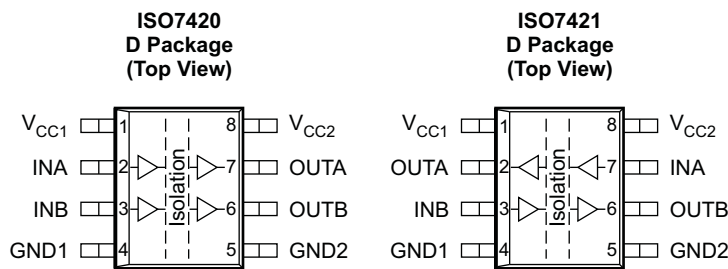 ISO7420
D Package
(Top View)
VCC1 1 8 VCC2
INA 2 7 OUTA
INB 3 6 OUTB
GND1 4 5 GND2
Isolation
ISO7421
D Package
(Top View)
VCC1 1 8 VCC2
OUTA 2 7 INA
INB 3 6 OUTB
GND1 4 5 GND2
Isolation